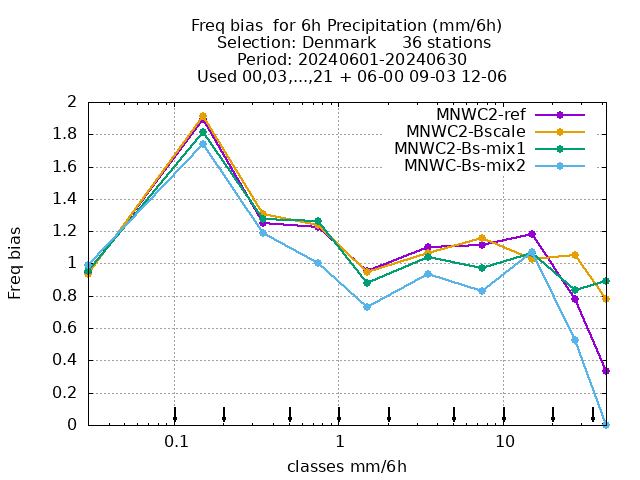 Freq bias  for 6h Precipitation (mm/6h)
Selection: Denmark     36 stations
Period: 20240601-20240630
Used 00,03,...,21 + 06-00 09-03 12-06
MNWC2-ref
MNWC2-Bscale
MNWC2-Bs-mix1
MNWC-Bs-mix2
2
1.8
1.6
1.4
1.2
1
0.8
0.6
0.4
0.2
0
Freq bias
0.1 1 10
classes mm/6h